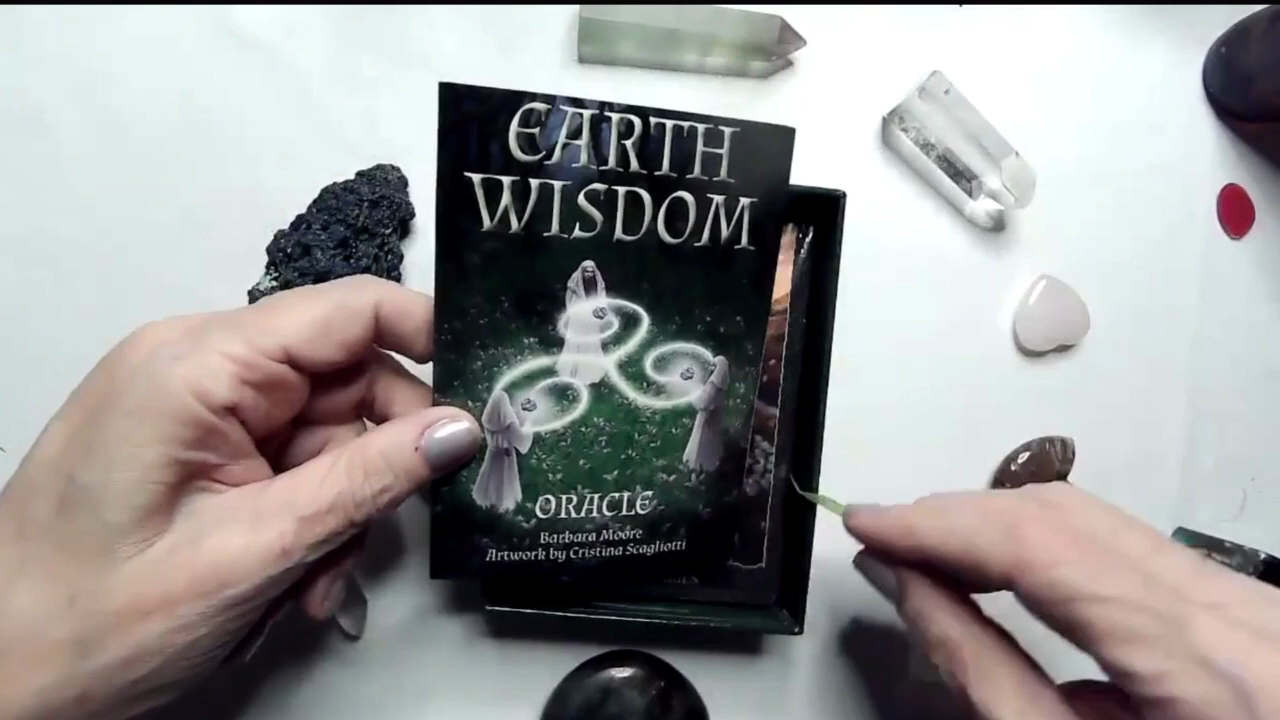 EARTH
WISDOM
ORACLE
Barbara Moore
Artwork by Cristina Scagliotti